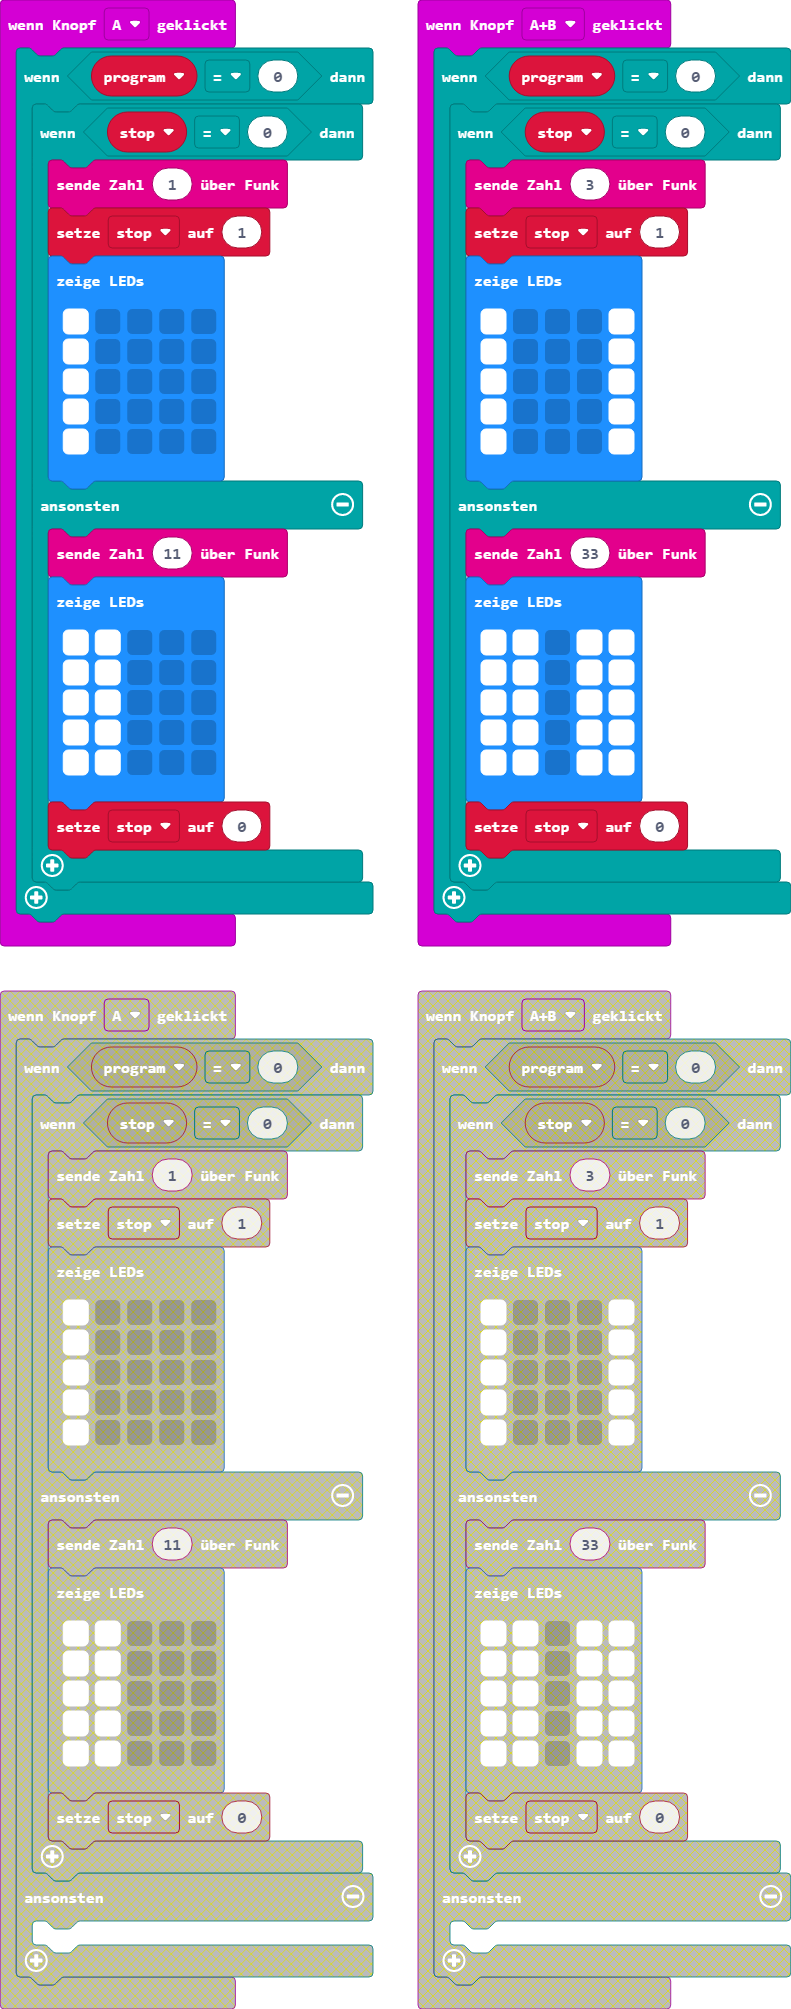 wenn Knopf A geklickt
wenn program = 0 dann
wenn stop = 0 dann
sende Zahl 1 über Funk
setze stop auf 1
zeige LEDs
ansonsten
sende Zahl 11 über Funk
zeige LEDs
setze stop auf 0
wenn Knopf A+B geklickt
wenn program = 0 dann
wenn stop = 0 dann
sende Zahl 3 über Funk
setze stop auf 1
zeige LEDs
ansonsten
sende Zahl 33 über Funk
zeige LEDs
setze stop auf 0
wenn Knopf A geklickt
wenn program = 0 dann
wenn stop = 0 dann
sende Zahl 1 über Funk
setze stop auf 1
zeige LEDs
ansonsten
sende Zahl 11 über Funk
zeige LEDs
setze stop auf 0
ansonsten
wenn Knopf A+B geklickt
wenn program = 0 dann
wenn stop = 0 dann
sende Zahl 3 über Funk
setze stop auf 1
zeige LEDs
ansonsten
sende Zahl 33 über Funk
zeige LEDs
setze stop auf 0
ansonsten